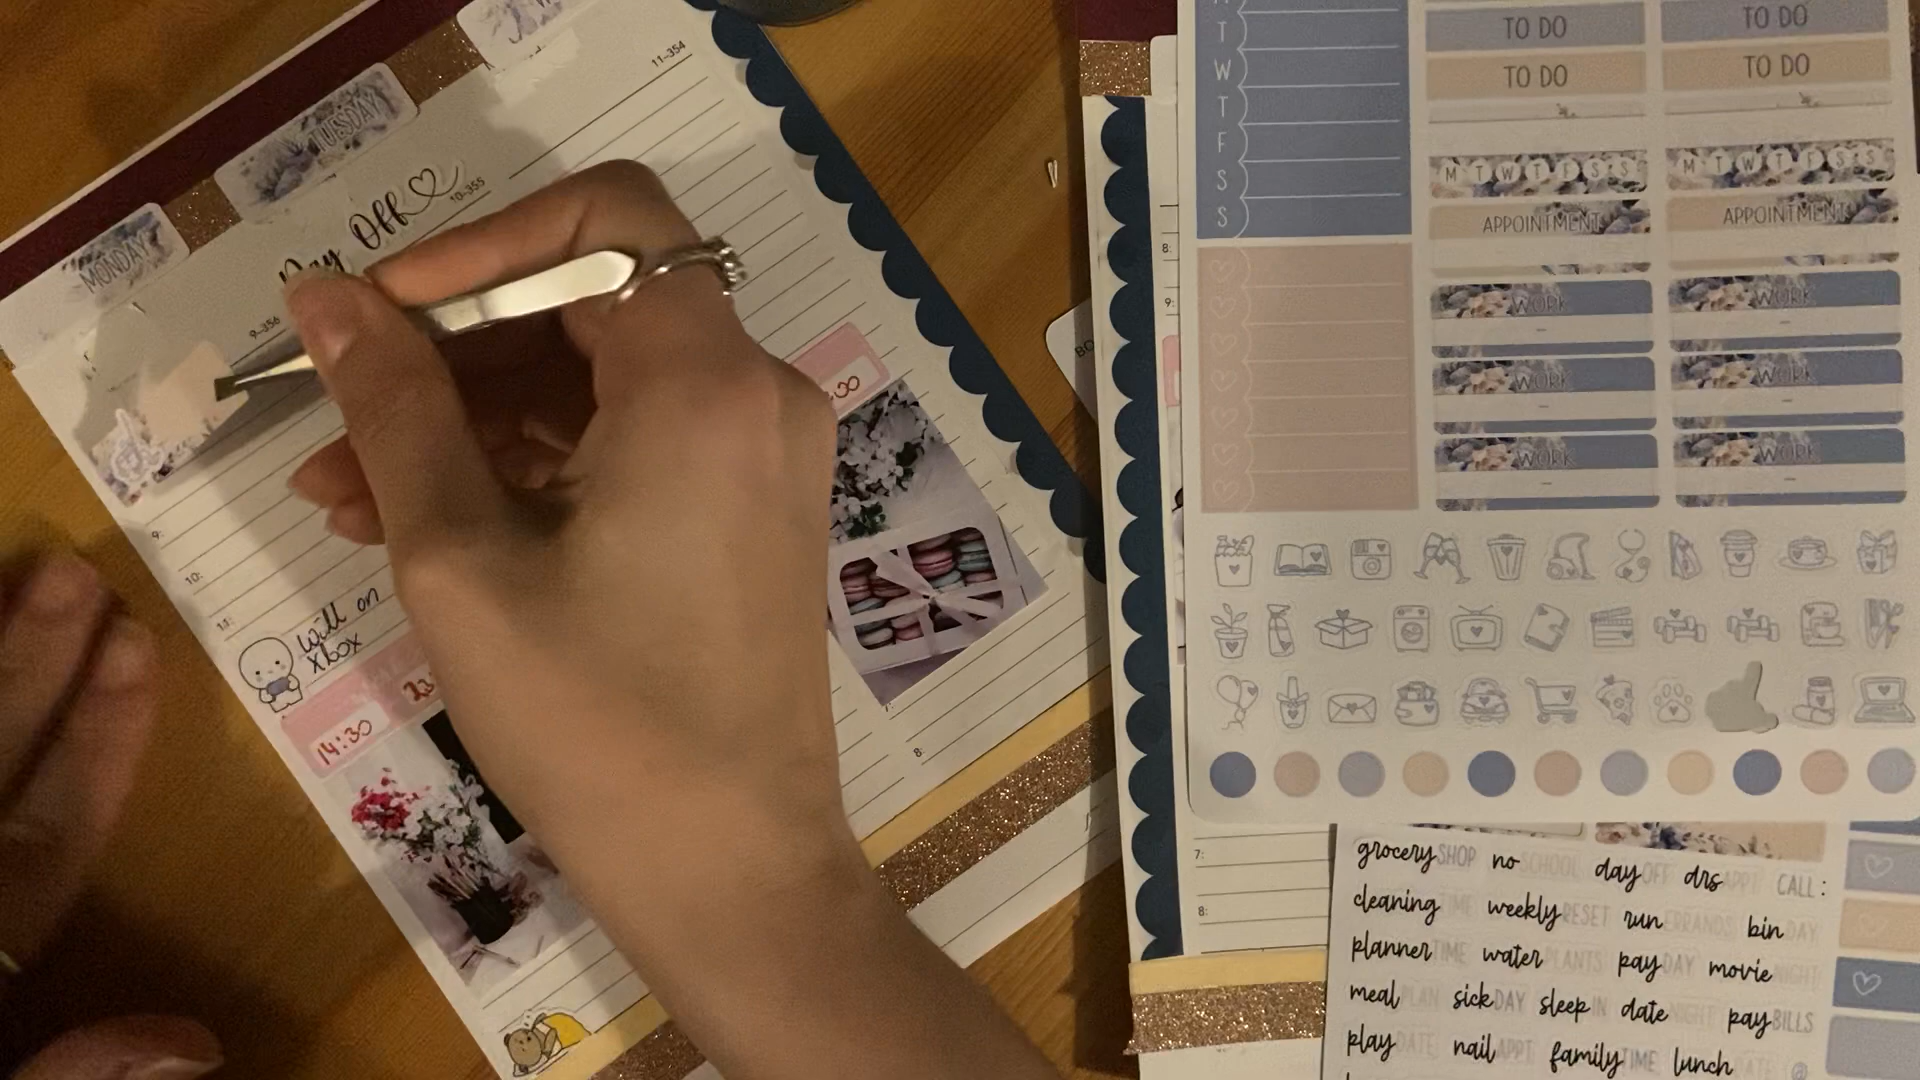 MONDAY
TUESDAY
Day Off
11-354
10-355
9-356
9:
10:
11:
Will on
Xbox
14:30
7:
8:
8:
9:
7:
8:
T
W
T
F
S
S
TO DO TO DO
TO DO TO DO
M T W T F S S M T W T F S S
APPOINTMENT APPOINTMENT
WORK WORK
WORK WORK
WORK WORK
grocery SHOP no SCHOOL day OFF drs APPT CALL:
cleaning TIME weekly RESET run ERRANDS bin DAY
planner TIME water PLANTS pay DAY movie NIGHT
meal PLAN sick DAY sleep IN date NIGHT pay BILLS
play DATE nail APPT family TIME lunch DATE @